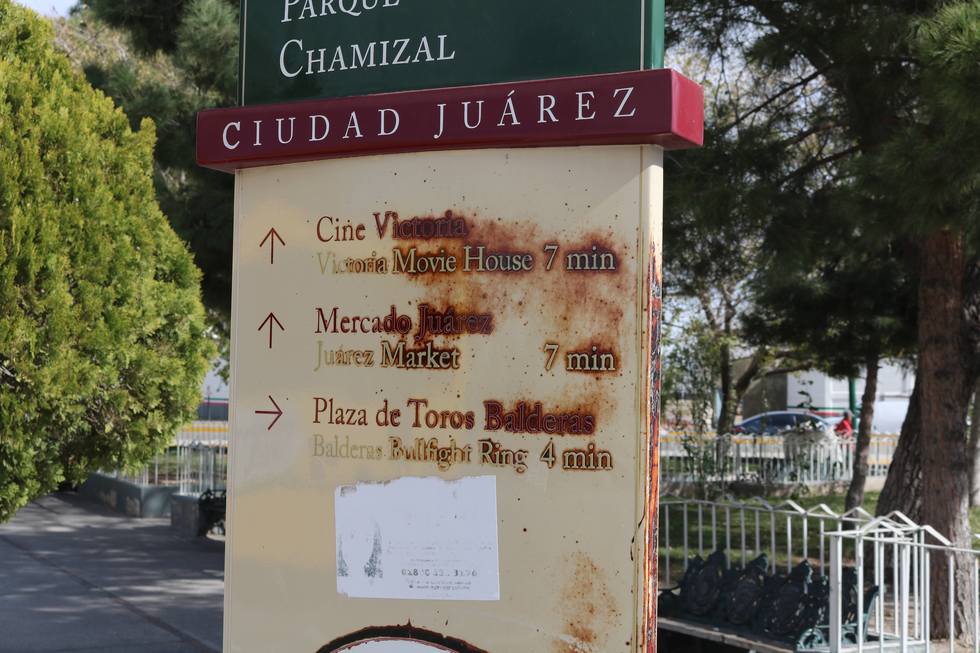 PARQUE
CHAMIZAL
CIUDAD JUÁREZ
Cine Victoria
Victoria Movie House 7 min
Mercado Juárez
Juárez Market 7 min
Plaza de Toros Balderas
Balderas Bullfight Ring 4 min